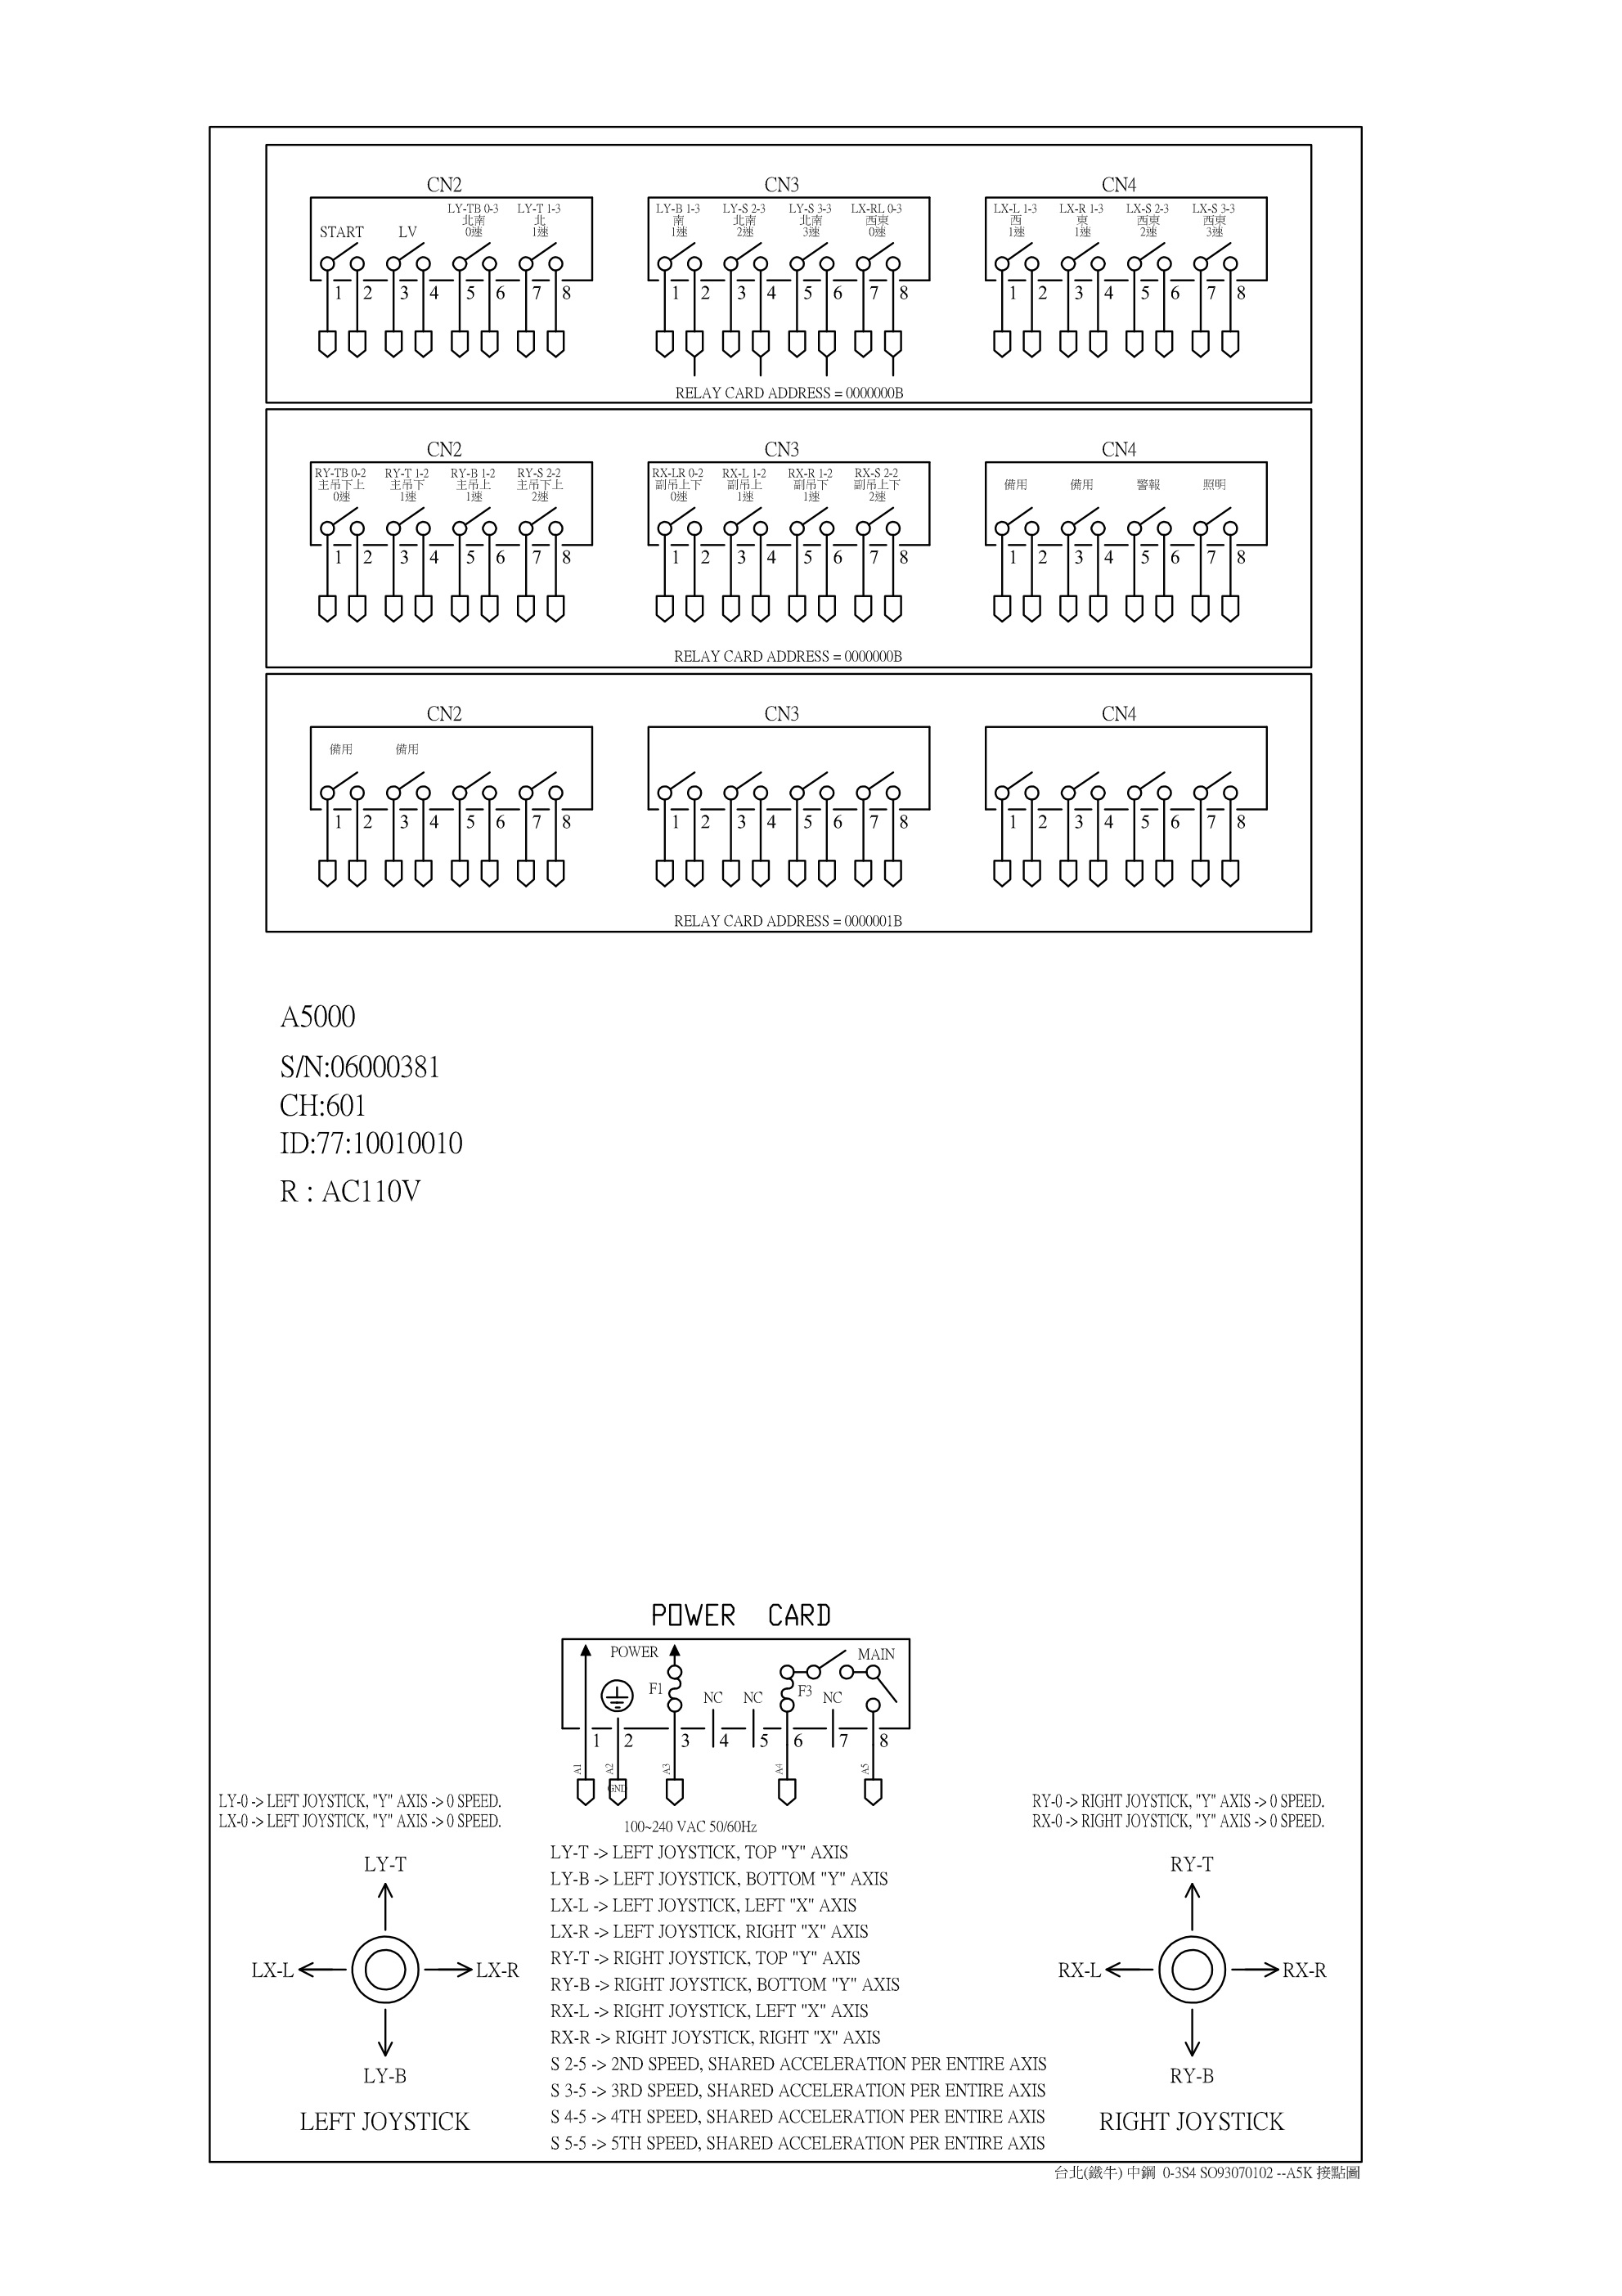 CN2
CN3
CN4
START
LV
LY-TB 0-3
北南
0速
LY-T 1-3
北
1速
LY-B 1-3
南
1速
LY-S 2-3
北南
2速
LY-S 3-3
北南
3速
LX-RL 0-3
西東
0速
LX-L 1-3
西
1速
LX-R 1-3
東
1速
LX-S 2-3
西東
2速
LX-S 3-3
西東
3速
1 2 3 4 5 6 7 8
1 2 3 4 5 6 7 8
1 2 3 4 5 6 7 8
RELAY CARD ADDRESS = 0000000B
CN2
CN3
CN4
RY-TB 0-2
主吊下上
0速
RY-T 1-2
主吊下
1速
RY-B 1-2
主吊上
1速
RY-S 2-2
主吊下上
2速
RX-LR 0-2
副吊上下
0速
RX-L 1-2
副吊上
1速
RX-R 1-2
副吊下
1速
RX-S 2-2
副吊上下
2速
備用
備用
警報
照明
1 2 3 4 5 6 7 8
1 2 3 4 5 6 7 8
1 2 3 4 5 6 7 8
RELAY CARD ADDRESS = 0000000B
CN2
CN3
CN4
備用
備用
1 2 3 4 5 6 7 8
1 2 3 4 5 6 7 8
1 2 3 4 5 6 7 8
RELAY CARD ADDRESS = 0000001B
A5000
S/N:06000381
CH:601
ID:77:10010010
R : AC110V
POWER CARD
POWER
MAIN
F1
NC
NC
F3
NC
1 2 3 4 5 6 7 8
A1
A2
A3
A4
A5
GND
100~240 VAC 50/60Hz
LY-0 -> LEFT JOYSTICK, "Y" AXIS -> 0 SPEED.
LX-0 -> LEFT JOYSTICK, "Y" AXIS -> 0 SPEED.
LY-T
LX-L
LX-R
LY-B
LEFT JOYSTICK
LY-T -> LEFT JOYSTICK, TOP "Y" AXIS
LY-B -> LEFT JOYSTICK, BOTTOM "Y" AXIS
LX-L -> LEFT JOYSTICK, LEFT "X" AXIS
LX-R -> LEFT JOYSTICK, RIGHT "X" AXIS
RY-T -> RIGHT JOYSTICK, TOP "Y" AXIS
RY-B -> RIGHT JOYSTICK, BOTTOM "Y" AXIS
RX-L -> RIGHT JOYSTICK, LEFT "X" AXIS
RX-R -> RIGHT JOYSTICK, RIGHT "X" AXIS
S 2-5 -> 2ND SPEED, SHARED ACCELERATION PER ENTIRE AXIS
S 3-5 -> 3RD SPEED, SHARED ACCELERATION PER ENTIRE AXIS
S 4-5 -> 4TH SPEED, SHARED ACCELERATION PER ENTIRE AXIS
S 5-5 -> 5TH SPEED, SHARED ACCELERATION PER ENTIRE AXIS
RY-0 -> RIGHT JOYSTICK, "Y" AXIS -> 0 SPEED.
RX-0 -> RIGHT JOYSTICK, "Y" AXIS -> 0 SPEED.
RY-T
RX-L
RX-R
RY-B
RIGHT JOYSTICK
台北(鐵牛) 中鋼 0-3S4 SO93070102 --A5K 接點圖